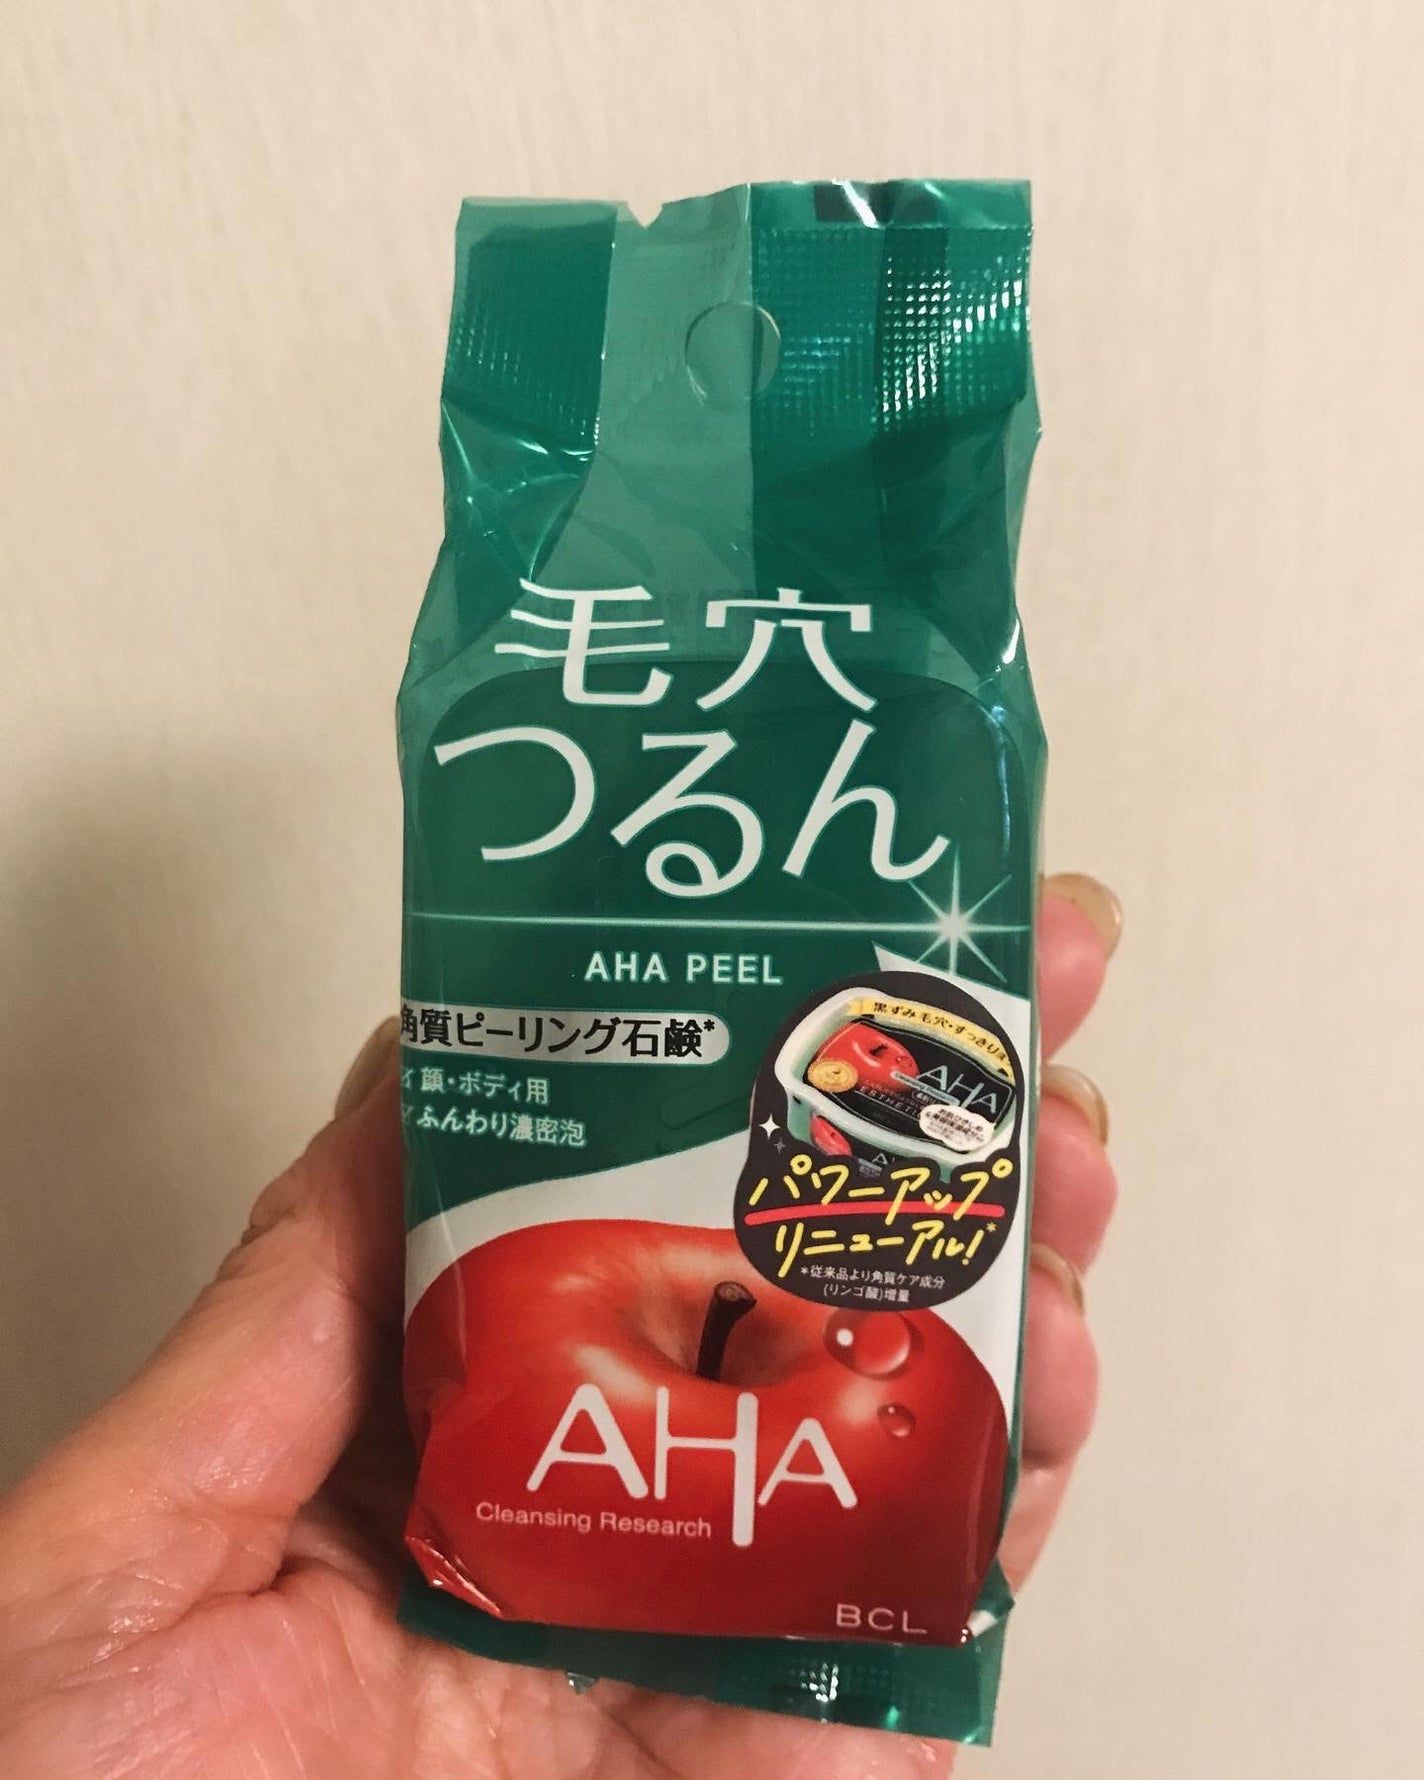 毛穴
つるん
AHA PEEL
角質ピーリング石鹸*
顔・ボディ用
ふんわり濃密泡
黒ずみ毛穴・すっきり
AHA
パワーアップ
リニューアル!*
*従来品より角質ケア成分
(リンゴ酸)増量
AHA
Cleansing Research
BCL